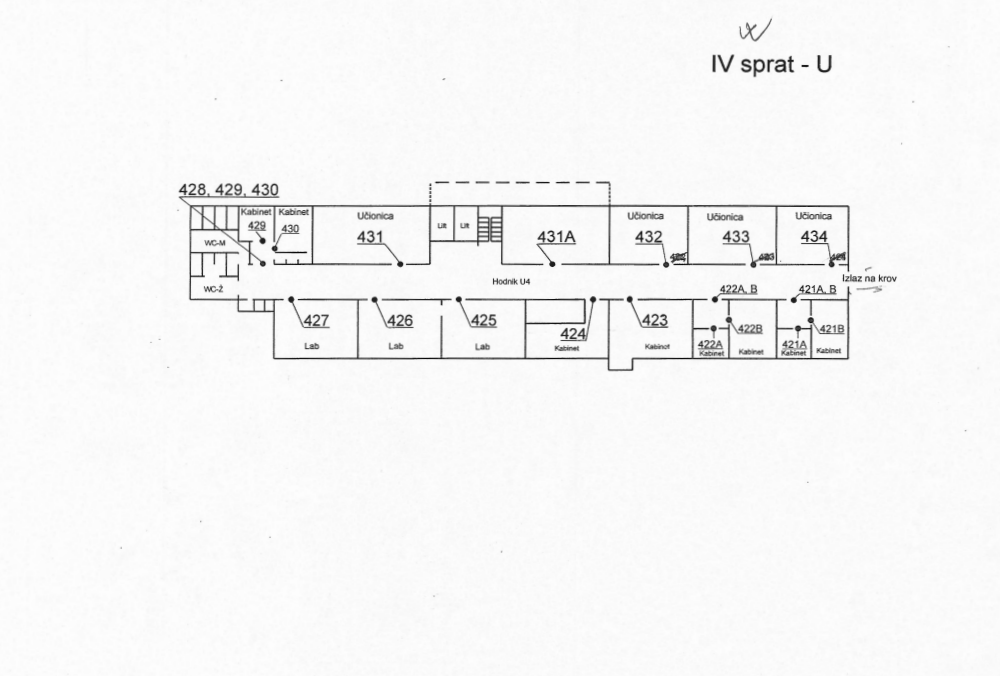 IV sprat - U
428, 429, 430
Kabinet
Kabinet
429
430
WC-M
WC-Ž
Učionica
431
Lift
Lift
431A
Učionica
432
Učionica
433
Učionica
434
Izlaz na krov
Hodnik U4
422A, B
421A, B
427
Lab
426
Lab
425
Lab
424
Kabinet
423
Kabinet
422A
Kabinet
422B
Kabinet
421A
Kabinet
421B
Kabinet